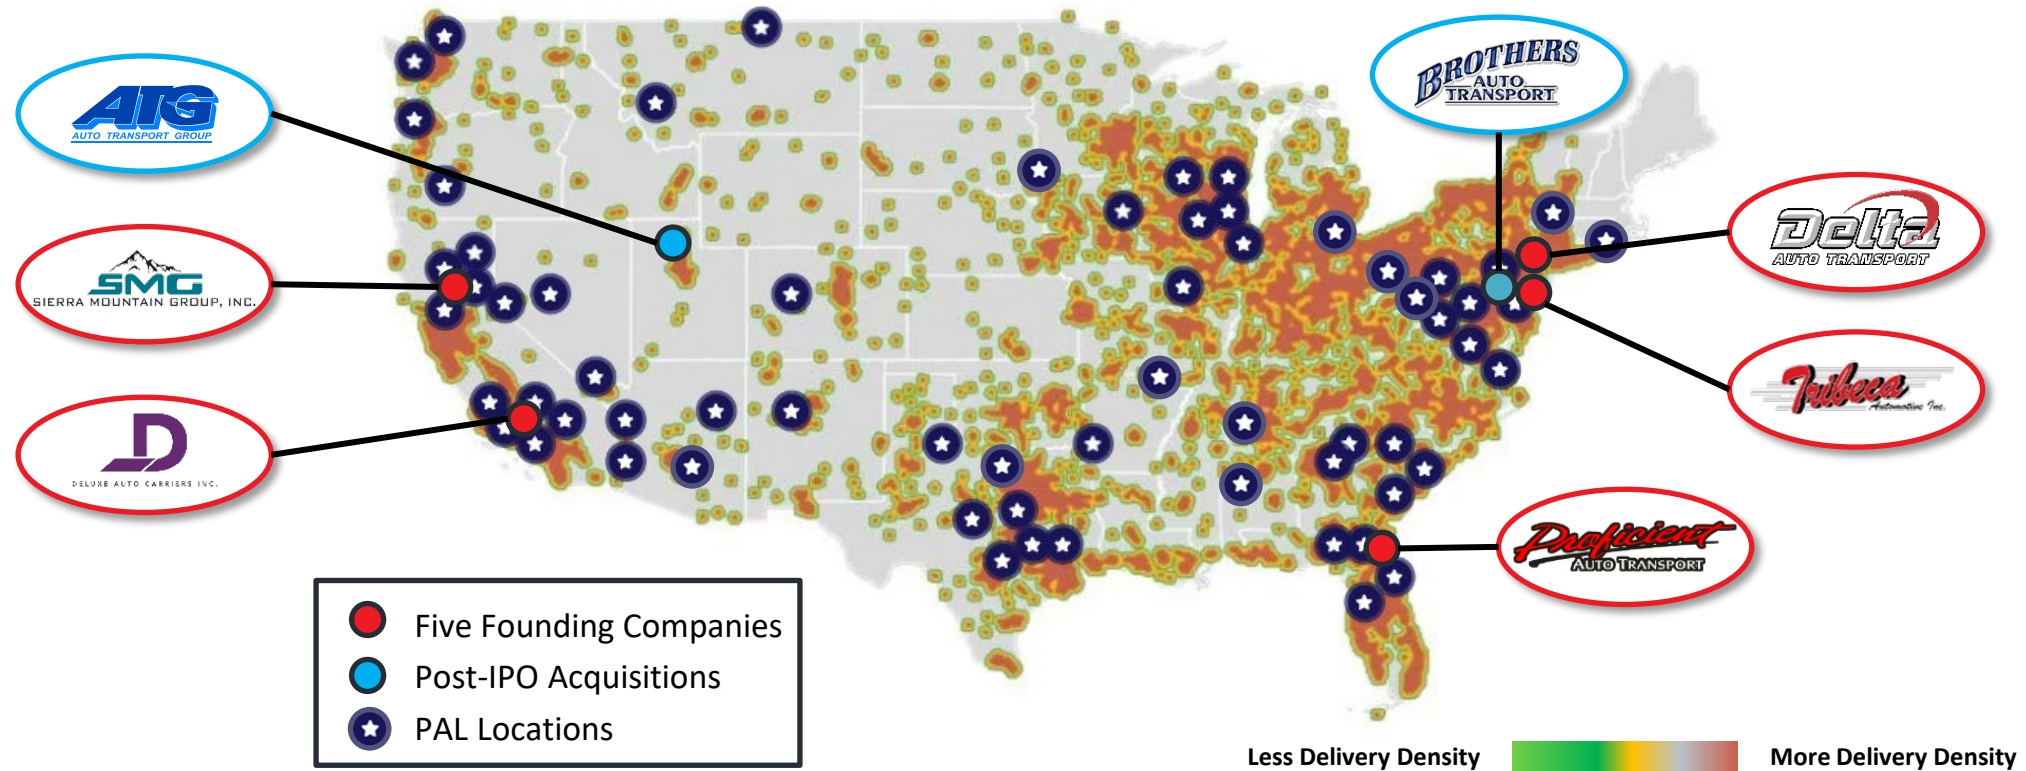 ATG
AUTO TRANSPORT GROUP
SMG
SIERRA MOUNTAIN GROUP, INC.
D
DELUXE AUTO CARRIERS INC.
BROTHERS
AUTO
TRANSPORT
Delta
AUTO TRANSPORT
Tribeca
Automotive Inc.
Proficient
AUTO TRANSPORT
Five Founding Companies
Post-IPO Acquisitions
PAL Locations
Less Delivery Density
More Delivery Density